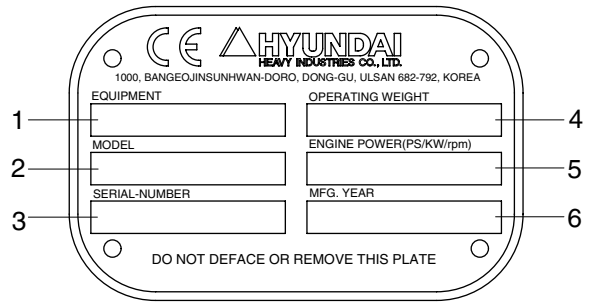 CE HYUNDAI
HEAVY INDUSTRIES CO., LTD.
1000, BANGEOJINSUNHWAN-DORO, DONG-GU, ULSAN 682-792, KOREA
EQUIPMENT OPERATING WEIGHT
1 4
MODEL ENGINE POWER(PS/KW/rpm)
2 5
SERIAL-NUMBER MFG. YEAR
3 6
DO NOT DEFACE OR REMOVE THIS PLATE